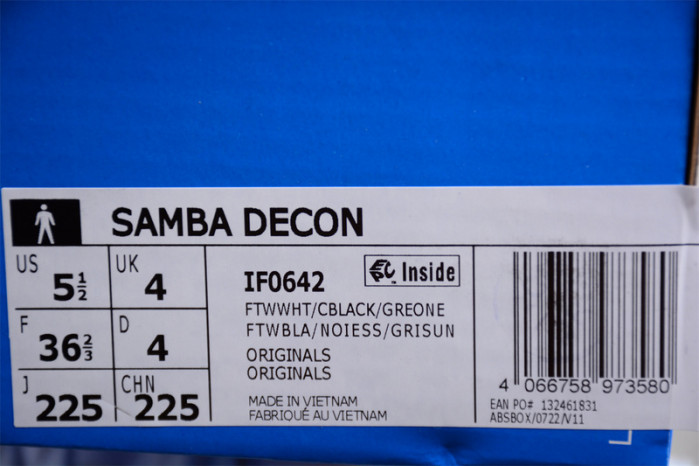 SAMBA DECON
US 5½ UK 4
F 36⅔ D 4
J 225 CHN 225
IF0642 EC Inside
FTWWHT/CBLACK/GREONE
FTWBLA/NOIESS/GRISUN
ORIGINALS
ORIGINALS
MADE IN VIETNAM
FABRIQUÉ AU VIETNAM
4 066758 973580
EAN PO# 132461831
ABSBOX/0722/V11